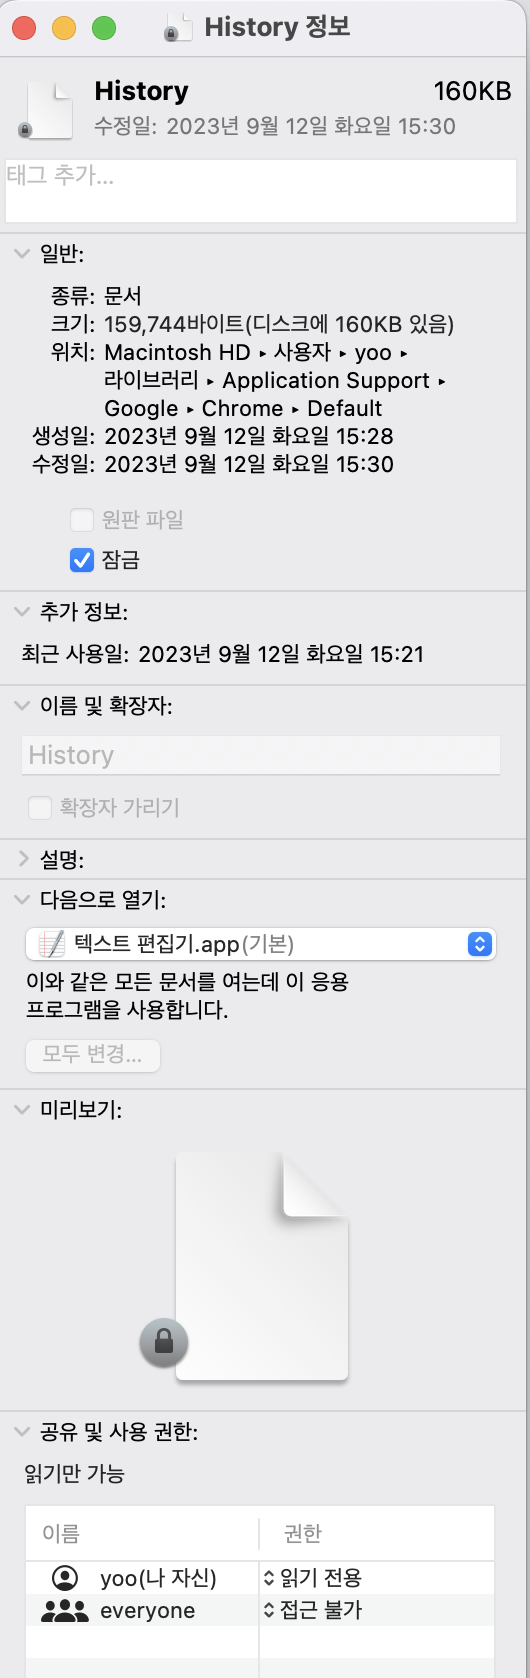 History 정보
History 160KB
수정일: 2023년 9월 12일 화요일 15:30
태그 추가...
일반:
종류: 문서
크기: 159,744바이트(디스크에 160KB 있음)
위치: Macintosh HD ▸ 사용자 ▸ yoo ▸
라이브러리 ▸ Application Support ▸
Google ▸ Chrome ▸ Default
생성일: 2023년 9월 12일 화요일 15:28
수정일: 2023년 9월 12일 화요일 15:30
원판 파일
잠금
추가 정보:
최근 사용일: 2023년 9월 12일 화요일 15:21
이름 및 확장자:
History
확장자 가리기
설명:
다음으로 열기:
텍스트 편집기.app(기본)
이와 같은 모든 문서를 여는데 이 응용
프로그램을 사용합니다.
모두 변경...
미리보기:
공유 및 사용 권한:
읽기만 가능
이름 권한
yoo(나 자신) 읽기 전용
everyone 접근 불가